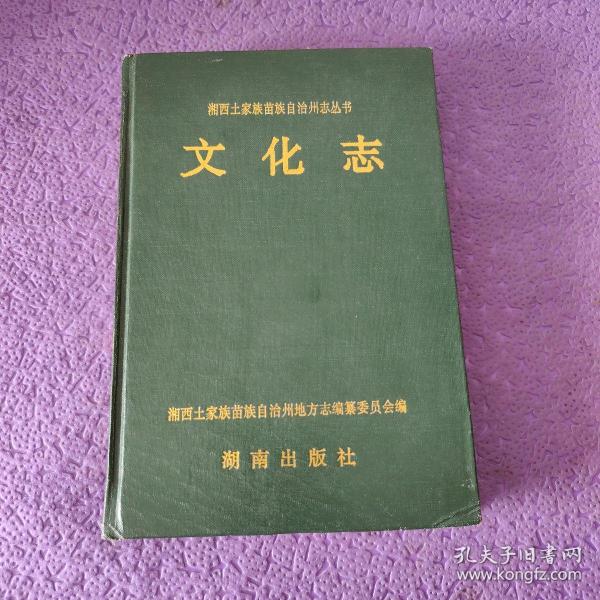 湘西土家族苗族自治州志丛书
文化志
湘西土家族苗族自治州地方志编纂委员会编
湖南出版社
孔夫子旧書网
www.kongfz.com